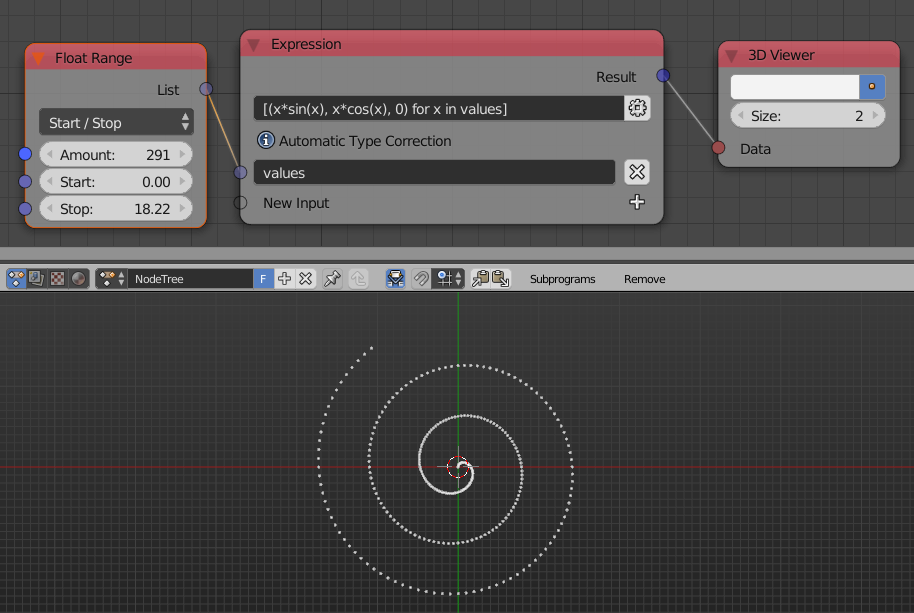 Float Range
List
Start / Stop
Amount: 291
Start: 0.00
Stop: 18.22
Expression
Result
[(x*sin(x), x*cos(x), 0) for x in values]
Automatic Type Correction
values
New Input
3D Viewer
Size: 2
Data
NodeTree F Subprograms Remove